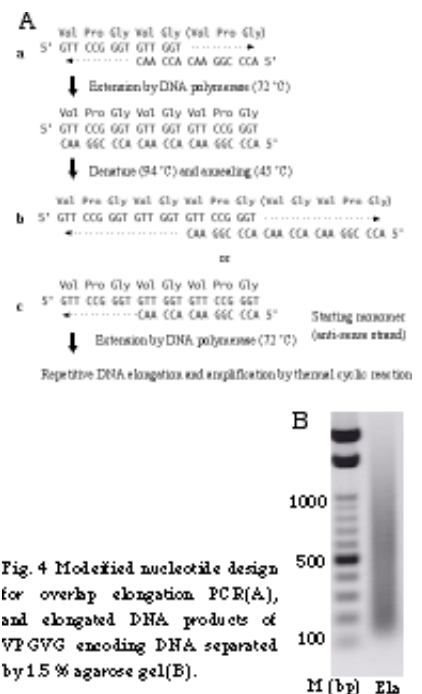 A
Val Pro Gly Val Gly (Val Pro Gly)
a 5' GTT CCG GGT GTT GGT
CAA CCA CAA GGC CCA 5'
Extension by DNA polymerase (72 °C)
Val Pro Gly Val Gly Val Pro Gly
5' GTT CCG GGT GTT GGT GTT CCG GGT
CAA GGC CCA CAA CCA CAA GGC CCA 5'
Denature (94 °C) and annealing (45 °C)
Val Pro Gly Val Gly Val Pro Gly (Val Gly Val Pro Gly)
b 5' GTT CCG GGT GTT GGT GTT CCG GGT
CAA GGC CCA CAA CCA CAA GGC CCA 5'
or
Val Pro Gly Val Gly Val Pro Gly
c 5' GTT CCG GGT GTT GGT GTT CCG GGT
CAA CCA CAA GGC CCA 5'
Starting monomer
(anti-sense strand)
Extension by DNA polymerase (72 °C)
Repetitive DNA elongation and amplification by thermal cyclic reaction
B
1000
500
100
M (bp) Ela
Fig. 4 Modeified nucleotide design
for overlap elongation PCR(A),
and elongated DNA products of
VPGVG encoding DNA separated
by 1.5 % agarose gel(B).